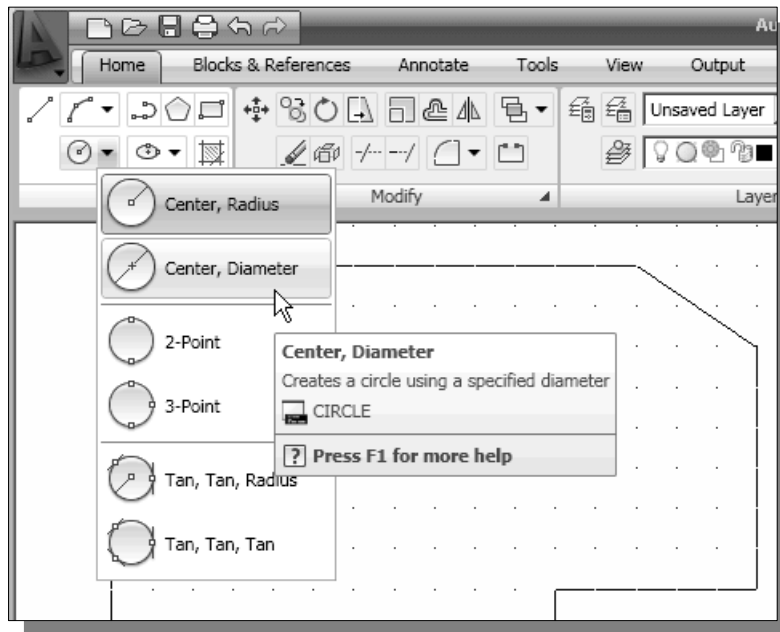 Au
Home Blocks & References Annotate Tools View Output
Unsaved Layer
Modify Layer
Center, Radius
Center, Diameter
2-Point
3-Point
Tan, Tan, Radius
Tan, Tan, Tan
Center, Diameter
Creates a circle using a specified diameter
CIRCLE
? Press F1 for more help